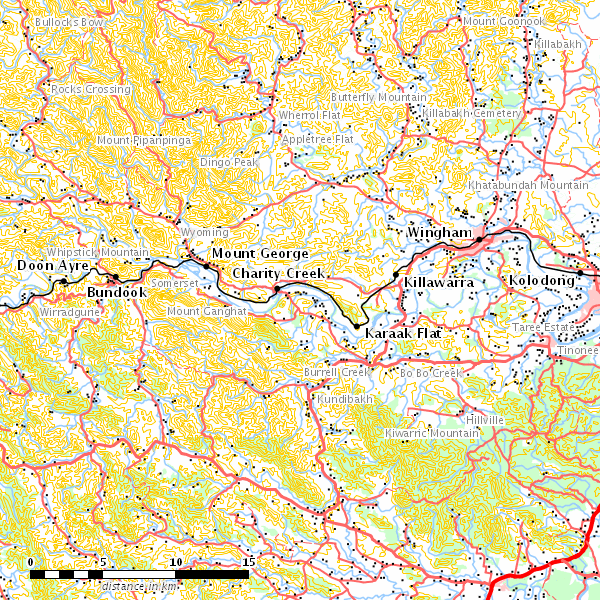 Mount Goonook
Bullock's Bow
Killabakh
Rocks Crossing
Butterfly Mountain
Wherrol Flat
Killabakh Cemetery
Mount Pipanpinga
Appletree Flat
Dingo Peak
Khatabundah Mountain
Wyoming
Wingham
Whipstick Mountain
Mount George
Doon Ayre
Charity Creek
Kolodong
Killawarra
Somerset
Bundook
Wirradgune
Mount Ganghat
Taree Estate
Karaak Flat
Tinonee
Burrell Creek
Bo Bo Creek
Kundibakh
Hillville
Kiwarric Mountain
0 5 10 15
distance in km